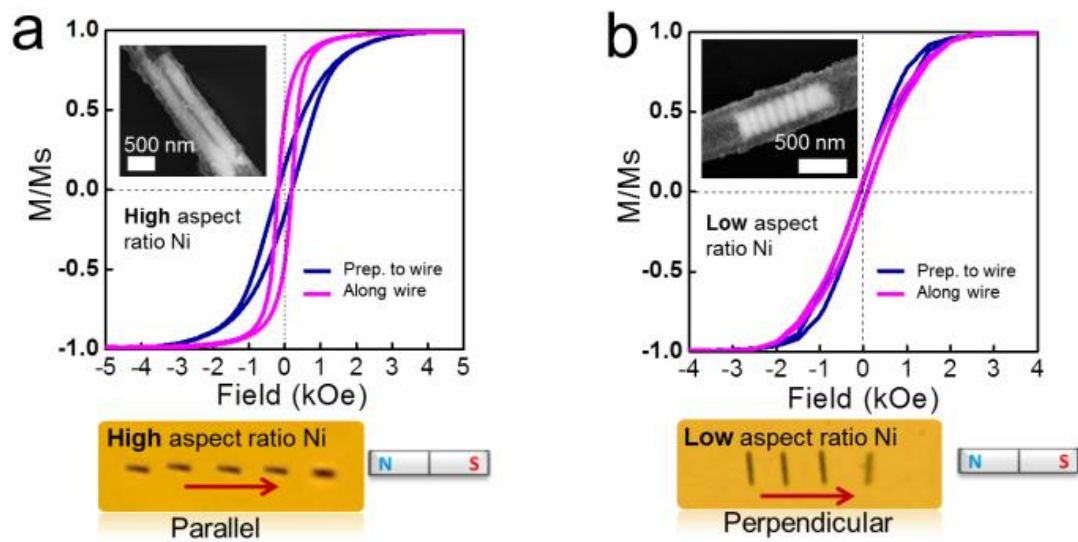 a
1.0
0.5
0.0
-0.5
-1.0
M/Ms
500 nm
High aspect
ratio Ni
Prep. to wire
Along wire
-5 -4 -3 -2 -1 0 1 2 3 4 5
Field (kOe)
High aspect ratio Ni
N S
Parallel
b
1.0
0.5
0.0
-0.5
-1.0
M/Ms
500 nm
Low aspect
ratio Ni
Prep. to wire
Along wire
-4 -3 -2 -1 0 1 2 3 4
Field (kOe)
Low aspect ratio Ni
N S
Perpendicular